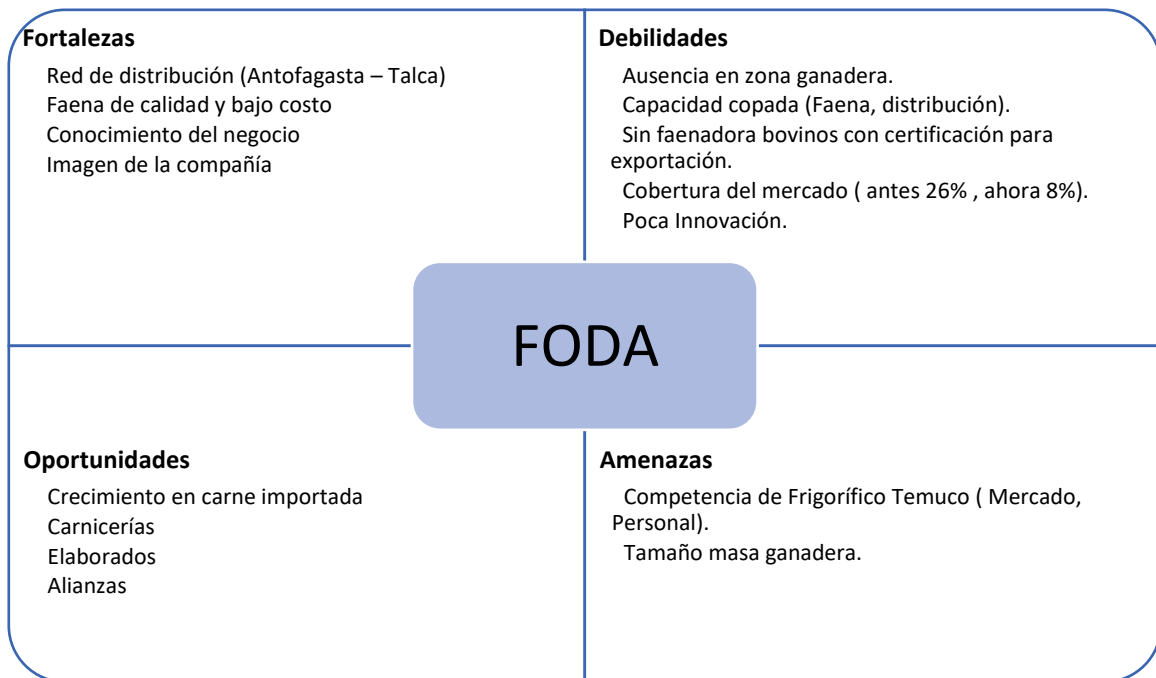 Fortalezas
Red de distribución (Antofagasta – Talca)
Faena de calidad y bajo costo
Conocimiento del negocio
Imagen de la compañía
Debilidades
Ausencia en zona ganadera.
Capacidad copada (Faena, distribución).
Sin faenadora bovinos con certificación para
exportación.
Cobertura del mercado ( antes 26% , ahora 8%).
Poca Innovación.
FODA
Oportunidades
Crecimiento en carne importada
Carnicerías
Elaborados
Alianzas
Amenazas
Competencia de Frigorífico Temuco ( Mercado,
Personal).
Tamaño masa ganadera.